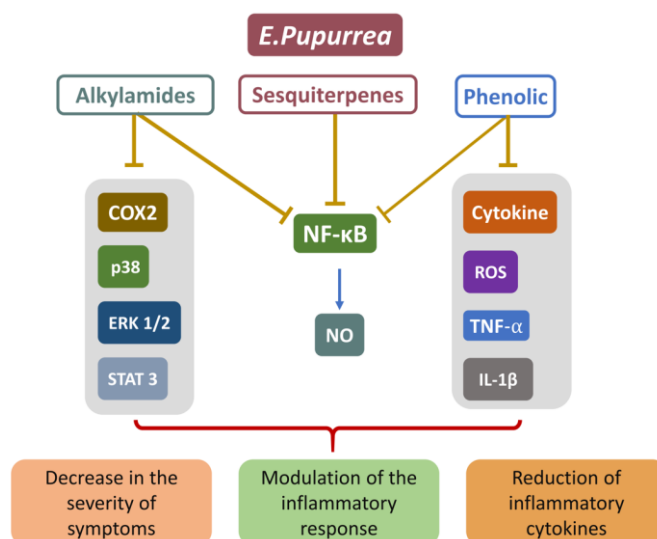 E.Pupurrea
Alkylamides
Sesquiterpenes
Phenolic
COX2
p38
ERK 1/2
STAT 3
NF-κB
NO
Cytokine
ROS
TNF-α
IL-1β
Decrease in the
severity of
symptoms
Modulation of the
inflammatory
response
Reduction of
inflammatory
cytokines